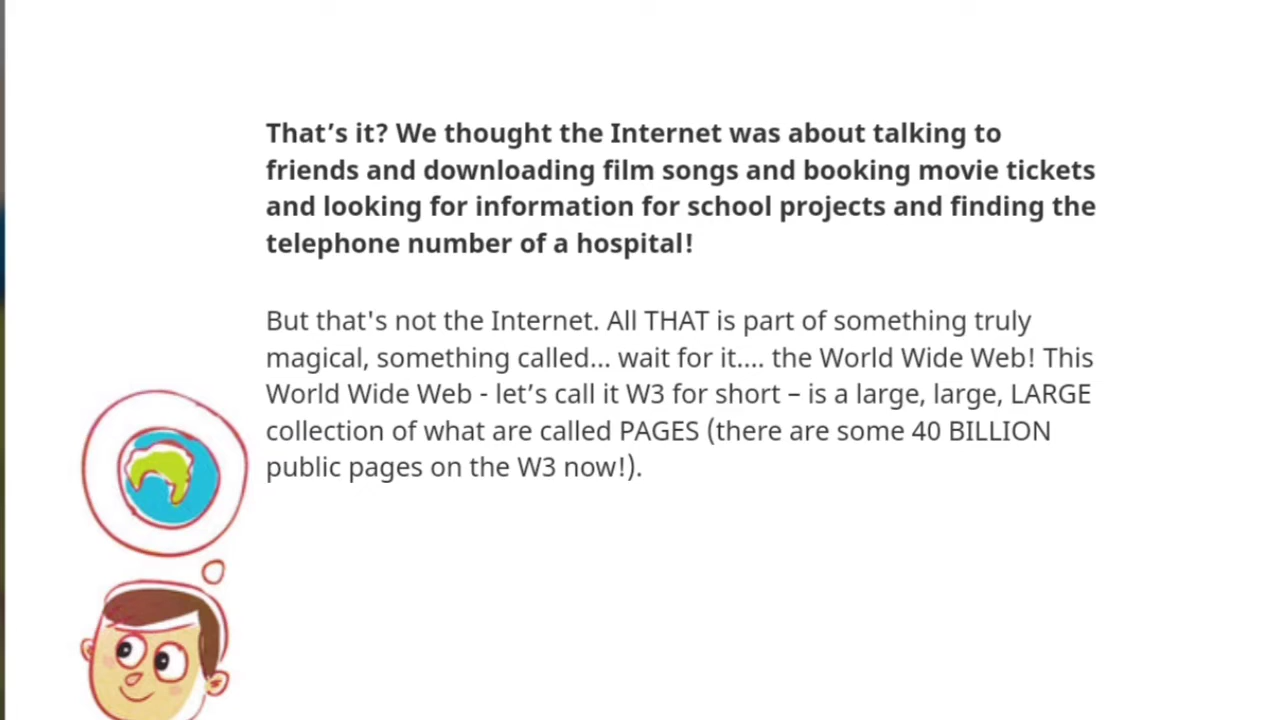 That’s it? We thought the Internet was about talking to
friends and downloading film songs and booking movie tickets
and looking for information for school projects and finding the
telephone number of a hospital!
But that's not the Internet. All THAT is part of something truly
magical, something called... wait for it.... the World Wide Web! This
World Wide Web - let’s call it W3 for short – is a large, large, LARGE
collection of what are called PAGES (there are some 40 BILLION
public pages on the W3 now!).